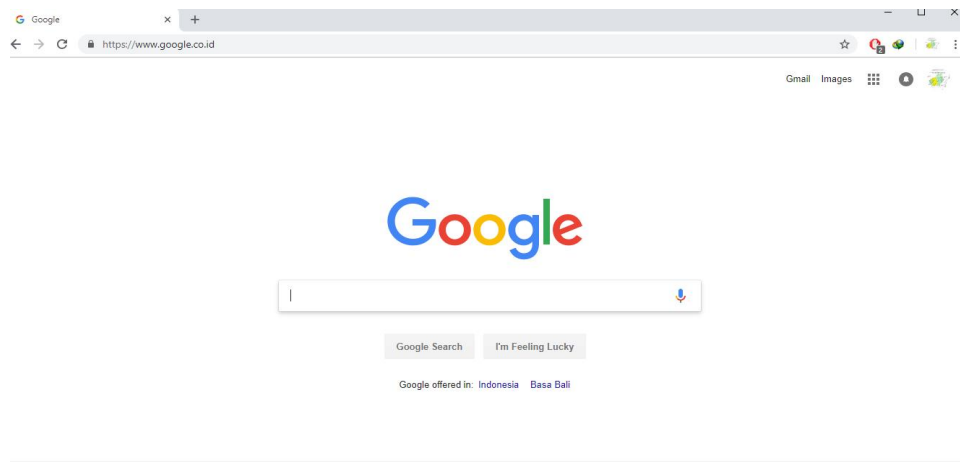 Google
https://www.google.co.id
2
Gmail Images
Google
Google Search I'm Feeling Lucky
Google offered in: Indonesia Basa Bali